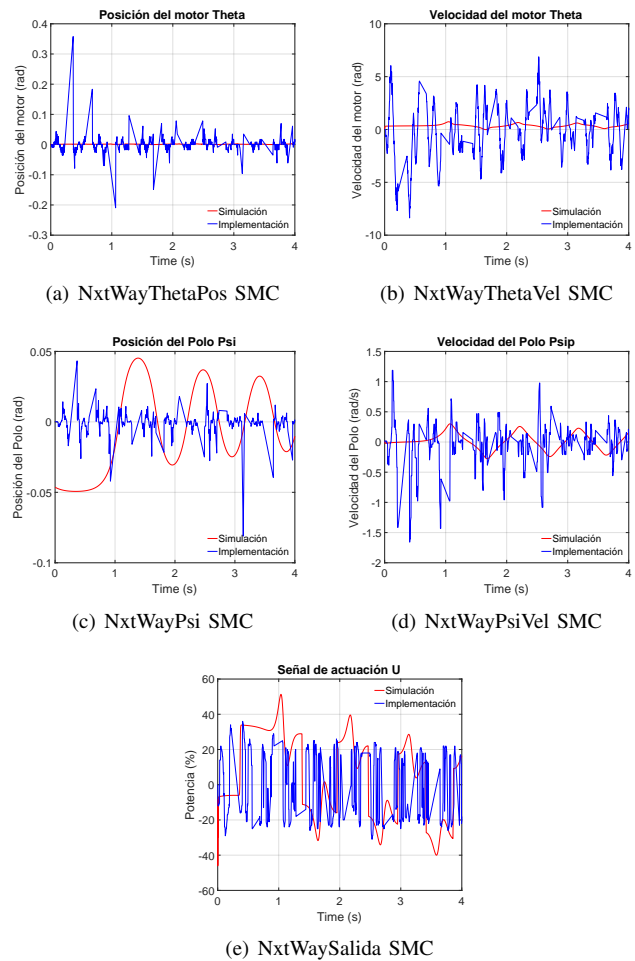 Posición del motor Theta
Posición del motor (rad)
0.4
0.3
0.2
0.1
0
-0.1
-0.2
-0.3
0 1 2 3 4
Time (s)
Simulación
Implementación
(a) NxtWayThetaPos SMC
Velocidad del motor Theta
Velocidad del motor (rad)
10
5
0
-5
-10
0 1 2 3 4
Time (s)
Simulación
Implementación
(b) NxtWayThetaVel SMC
Posición del Polo Psi
Posición del Polo (rad)
0.05
0
-0.05
-0.1
0 1 2 3 4
Time (s)
Simulación
Implementación
(c) NxtWayPsi SMC
Velocidad del Polo Psip
Velocidad del Polo (rad/s)
1.5
1
0.5
0
-0.5
-1
-1.5
-2
0 1 2 3 4
Time (s)
Simulación
Implementación
(d) NxtWayPsiVel SMC
Señal de actuación U
Potencia (%)
60
40
20
0
-20
-40
-60
0 1 2 3 4
Time (s)
Simulación
Implementación
(e) NxtWaySalida SMC